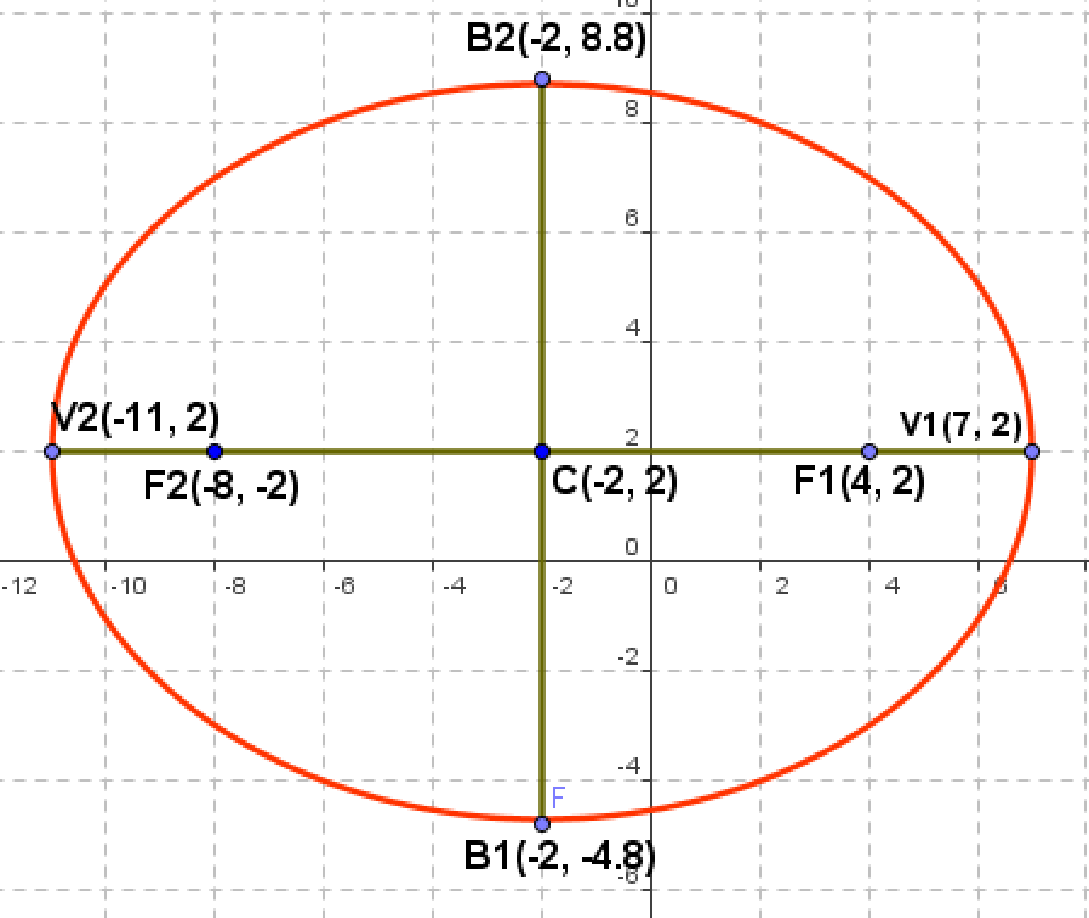 10
B2(-2, 8.8)
8
6
4
V2(-11, 2)
2
V1(7, 2)
F2(-8, -2)
C(-2, 2)
F1(4, 2)
0
-12 -10 -8 -6 -4 -2 0 2 4 6
-2
-4
F
B1(-2, -4.8)
-6